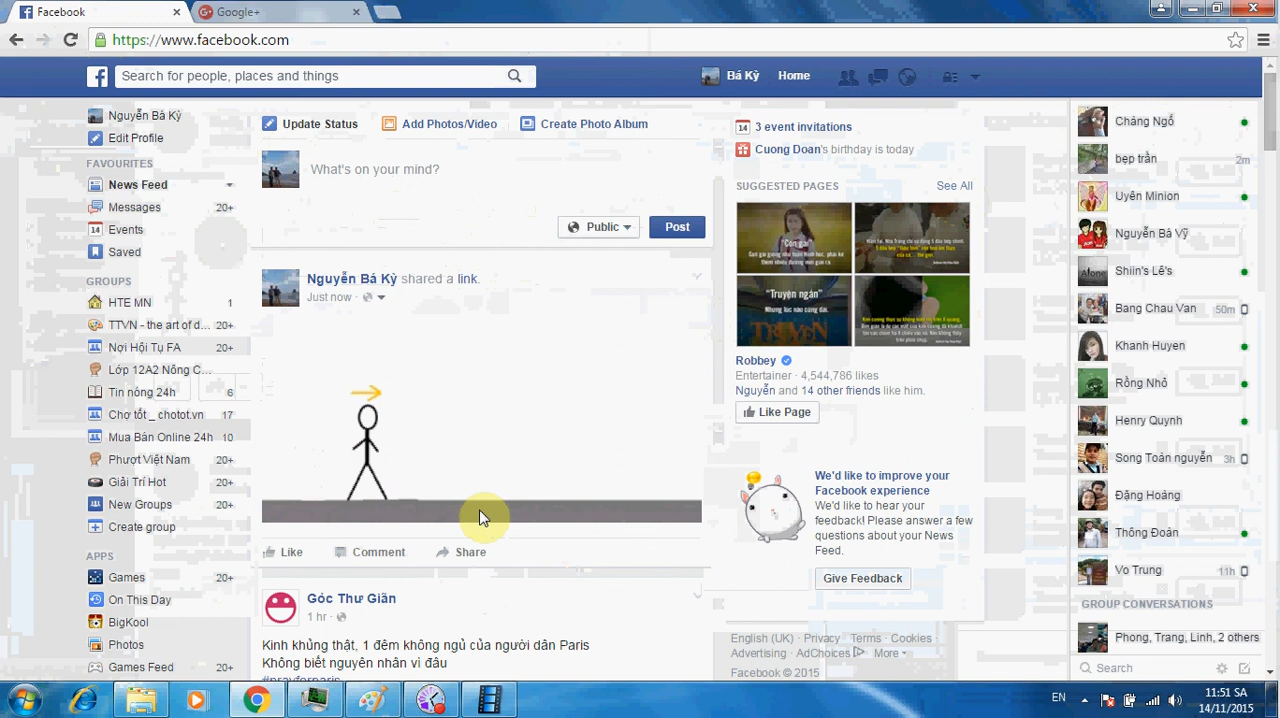 Facebook
Google+
https://www.facebook.com
Search for people, places and things
Bá Kỳ
Home
Nguyễn Bá Kỳ
Edit Profile
FAVOURITES
News Feed
Messages 20+
Events
Saved
GROUPS
HTE MN 1
TTVN - the art of d... 20+
Nơi Hội TAFA 20+
Lớp 12A2 Nông C...
Tin nóng 24h 6
Chợ tốt _ chotot.vn 17
Mua Bán Online 24h 10
Phượt Việt Nam 20+
Giải Trí Hot 20+
New Groups 20+
Create group
APPS
Games 20+
On This Day
BigKool
Photos
Games Feed 20+
Update Status
Add Photos/Video
Create Photo Album
What's on your mind?
Public
Post
Nguyễn Bá Kỳ shared a link.
Just now
Like
Comment
Share
Góc Thư Giãn
1 hr
Kinh khủng thật, 1 đêm không ngủ của người dân Paris
Không biết nguyên nhân vì đâu
#prayforparis
14 3 event invitations
Cuong Doan's birthday is today
SUGGESTED PAGES
See All
"Con gái"
"Truyện ngắn"
Robbey
Entertainer · 4,544,786 likes
Nguyễn and 14 other friends like him.
Like Page
We'd like to improve your
Facebook experience
We'd like to hear your
feedback! Please answer a few
questions about your News
Feed.
Give Feedback
English (UK) · Privacy · Terms · Cookies ·
Advertising · AdChoices · More
Facebook © 2015
Chảng Ngố
bẹp trần 2m
Uyên Minion
Nguyễn Bá Vỹ
Shiin's Lê's
Alone
Bang Chau Van 50m
Khanh Huyen
Rồng Nhỏ
Henry Quynh
Song Toán nguyễn 3h
Đặng Hoàng
Thông Đoàn
Vo Trung 11h
GROUP CONVERSATIONS
Phong, Trang, Linh, 2 others
Search
EN
11:51 SA
14/11/2015